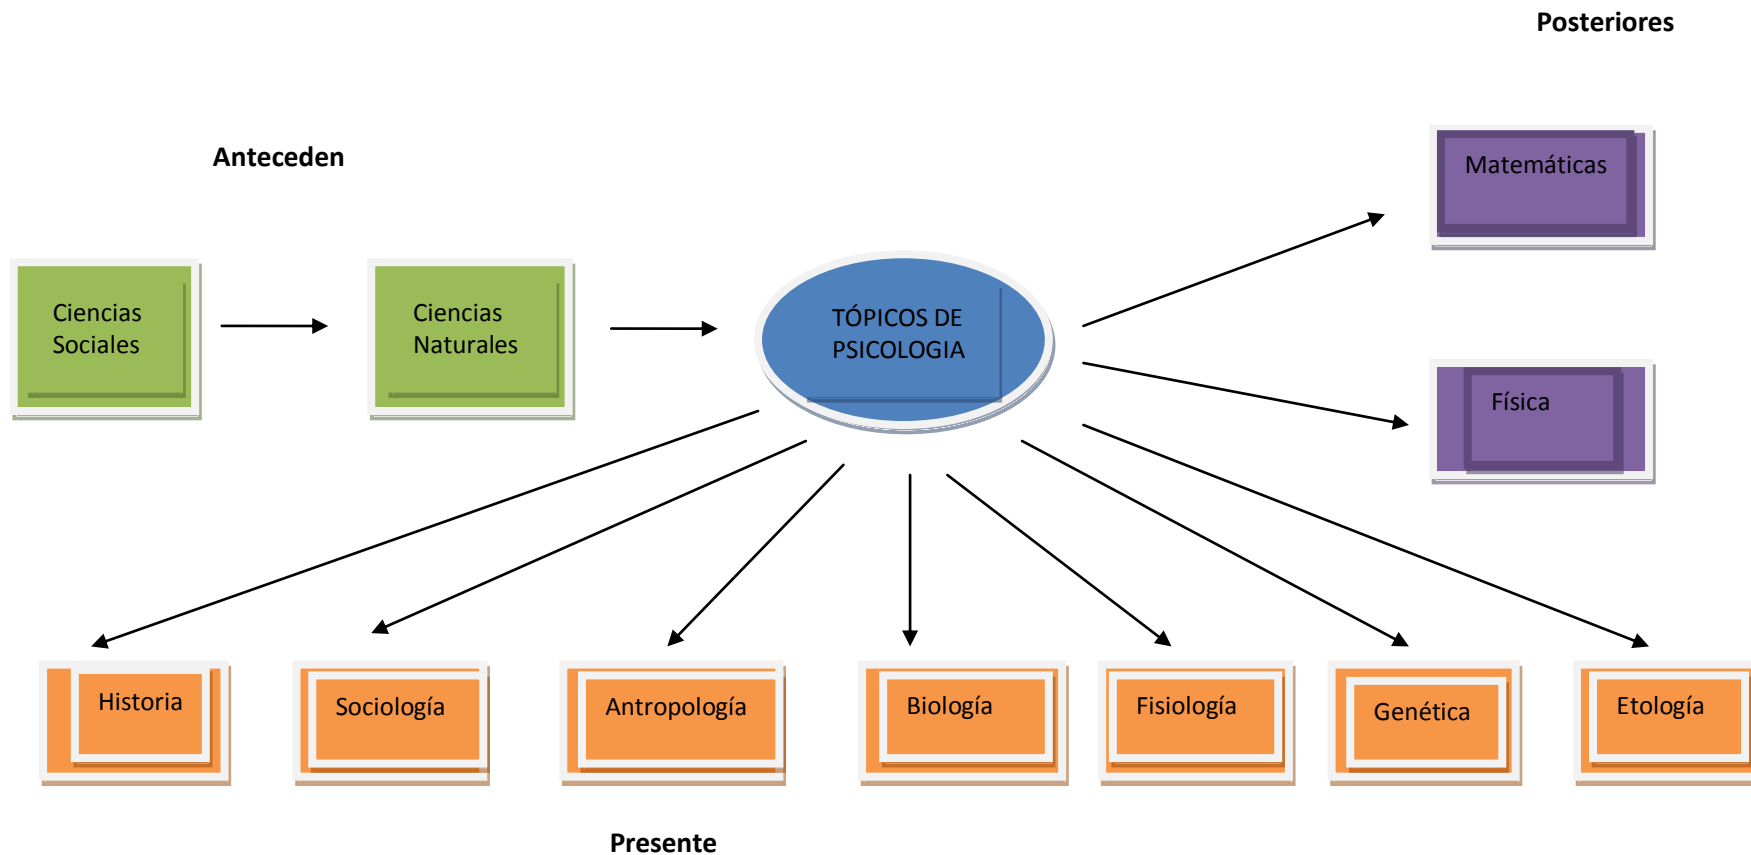 Posteriores
Matemáticas
Anteceden
Ciencias
Sociales
Ciencias
Naturales
TÓPICOS DE
PSICOLOGIA
Física
Historia
Sociología
Antropología
Biología
Fisiología
Genética
Etología
Presente